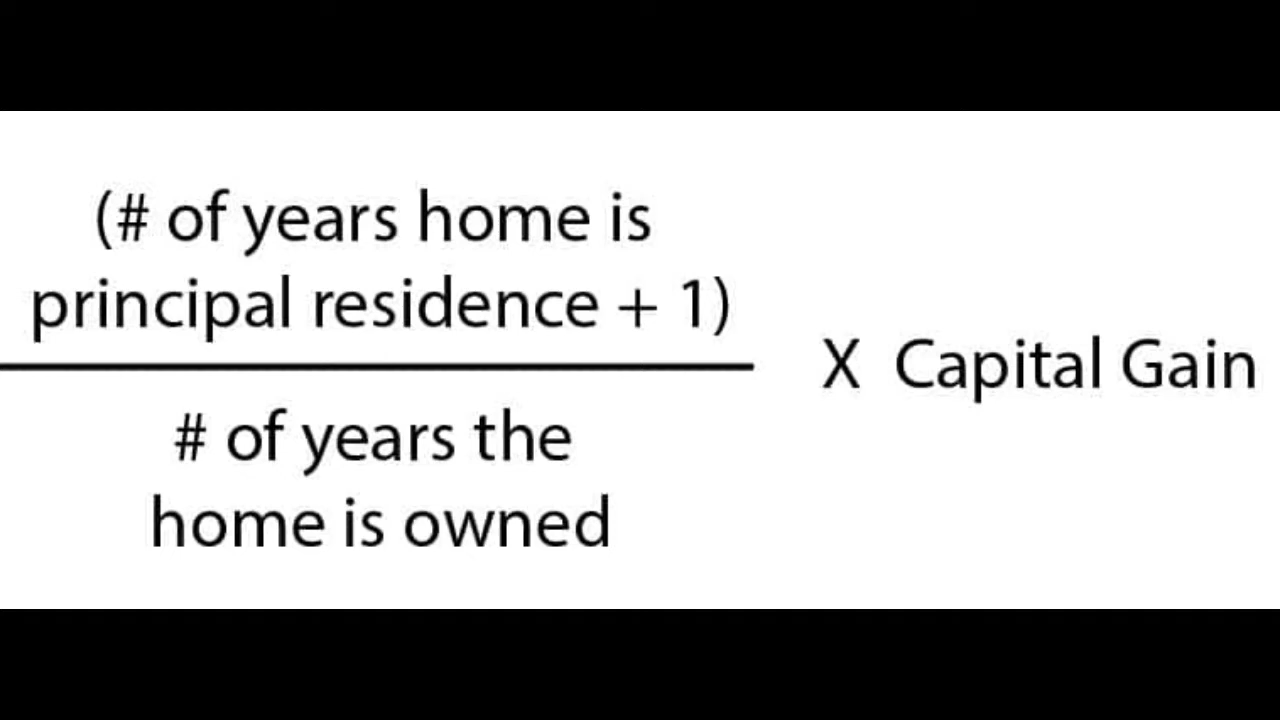 (# of years home is
principal residence + 1)
X Capital Gain
# of years the
home is owned